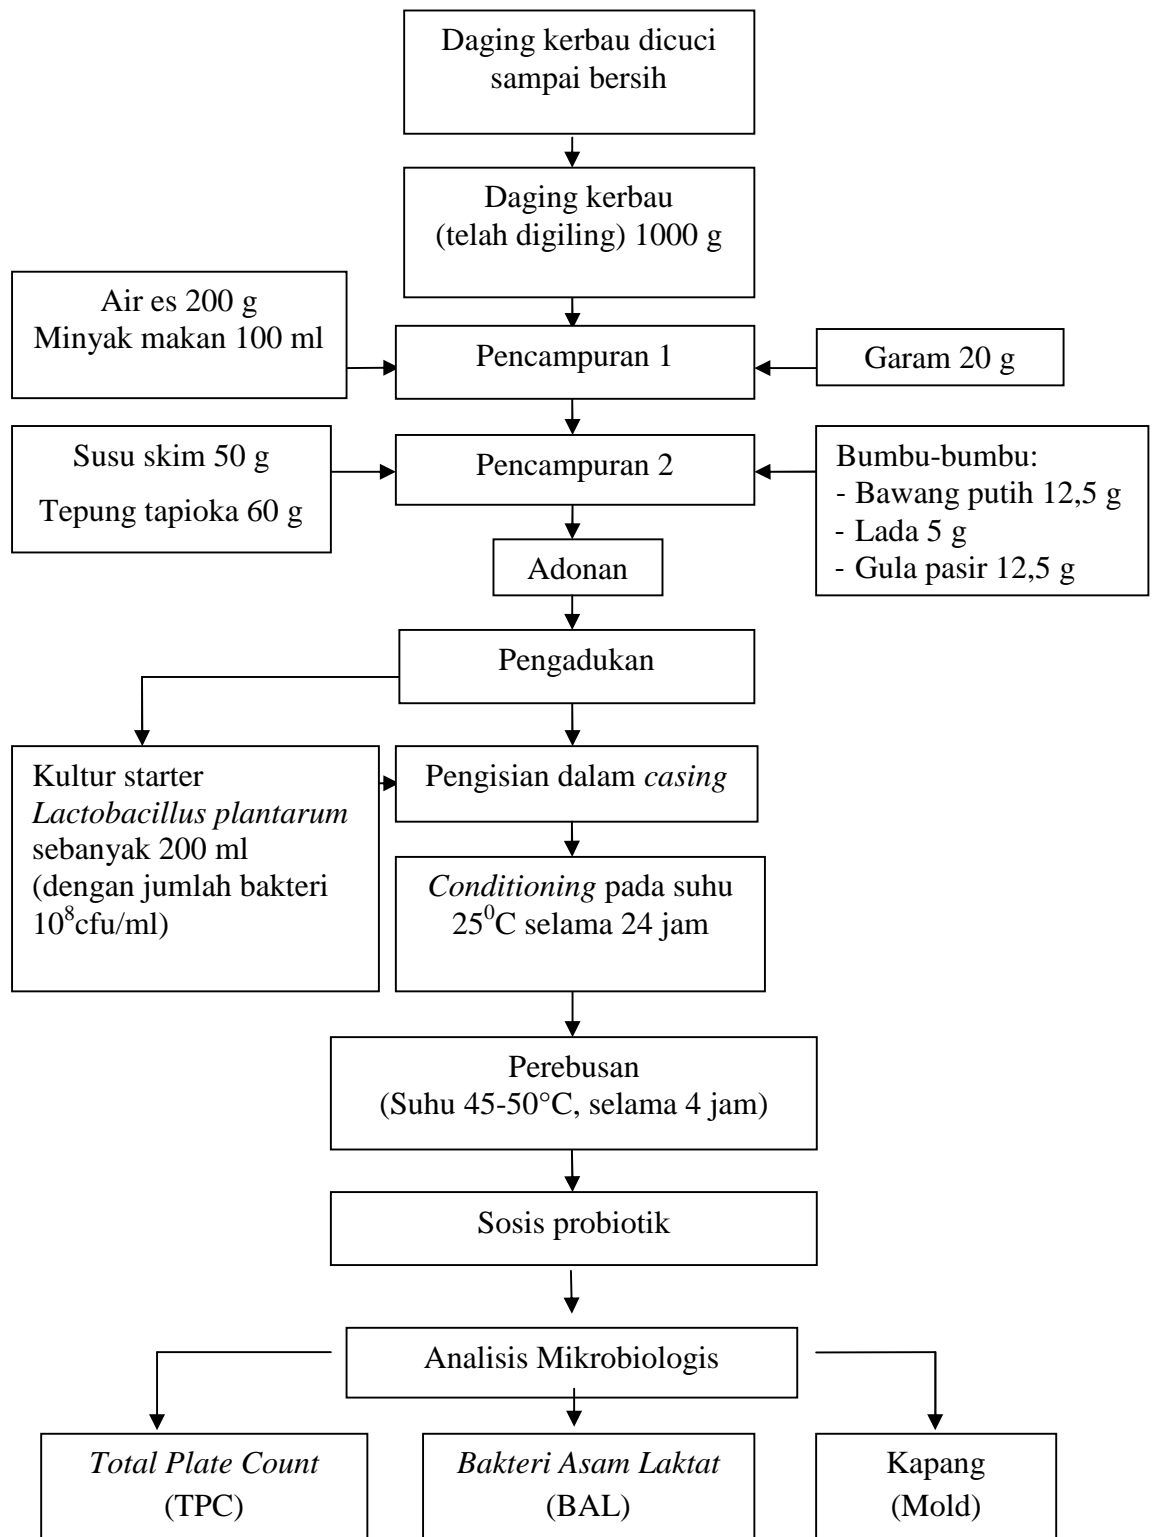 Daging kerbau dicuci
sampai bersih
Daging kerbau
(telah digiling) 1000 g
Air es 200 g
Minyak makan 100 ml
Pencampuran 1
Garam 20 g
Susu skim 50 g
Tepung tapioka 60 g
Pencampuran 2
Bumbu-bumbu:
- Bawang putih 12,5 g
- Lada 5 g
- Gula pasir 12,5 g
Adonan
Pengadukan
Kultur starter
Lactobacillus plantarum
sebanyak 200 ml
(dengan jumlah bakteri
10⁸cfu/ml)
Pengisian dalam casing
Conditioning pada suhu
25⁰C selama 24 jam
Perebusan
(Suhu 45-50°C, selama 4 jam)
Sosis probiotik
Analisis Mikrobiologis
Total Plate Count
(TPC)
Bakteri Asam Laktat
(BAL)
Kapang
(Mold)